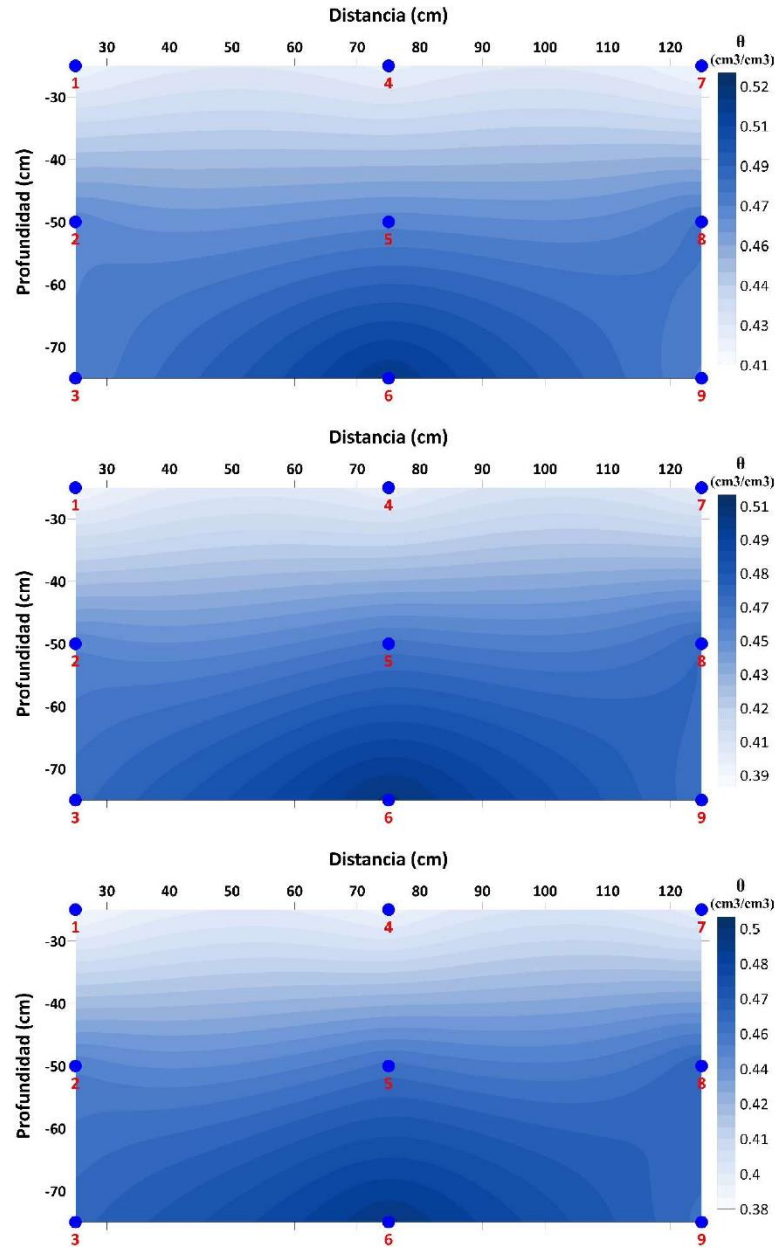 Distancia (cm)
30 40 50 60 70 80 90 100 110 120
θ
(cm3/cm3)
1 4 7
-30
-40
-50
-60
-70
Profundidad (cm)
2 5 8
3 6 9
0.52
0.51
0.49
0.48
0.46
0.44
0.43
0.41
Distancia (cm)
30 40 50 60 70 80 90 100 110 120
θ
(cm3/cm3)
1 4 7
-30
-40
-50
-60
-70
Profundidad (cm)
2 5 8
3 6 9
0.51
0.49
0.48
0.46
0.45
0.43
0.42
0.41
0.39
Distancia (cm)
30 40 50 60 70 80 90 100 110 120
θ
(cm3/cm3)
1 4 7
-30
-40
-50
-60
-70
Profundidad (cm)
2 5 8
3 6 9
0.5
0.48
0.47
0.45
0.44
0.43
0.41
0.4
0.38